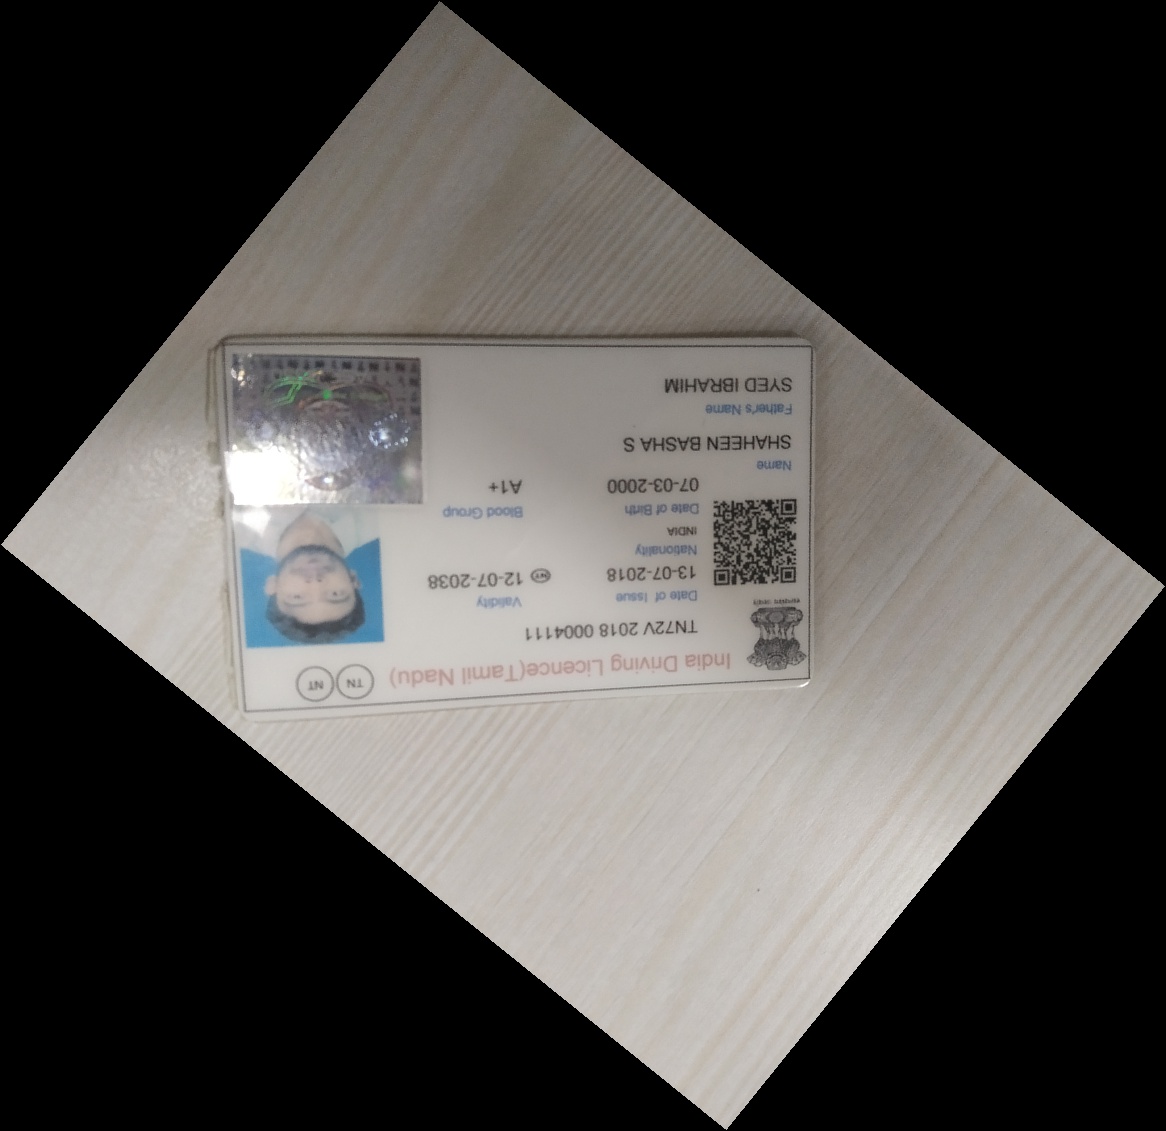 India Driving Licence(Tamil Nadu)
TN
NT
TN72V 2018 0004111
Date of Issue
Validity
13-07-2018
NT
12-07-2038
Nationality
INDIA
Date of Birth
Blood Group
07-03-2000
A1+
Name
SHAHEEN BASHA S
Father's Name
SYED IBRAHIM